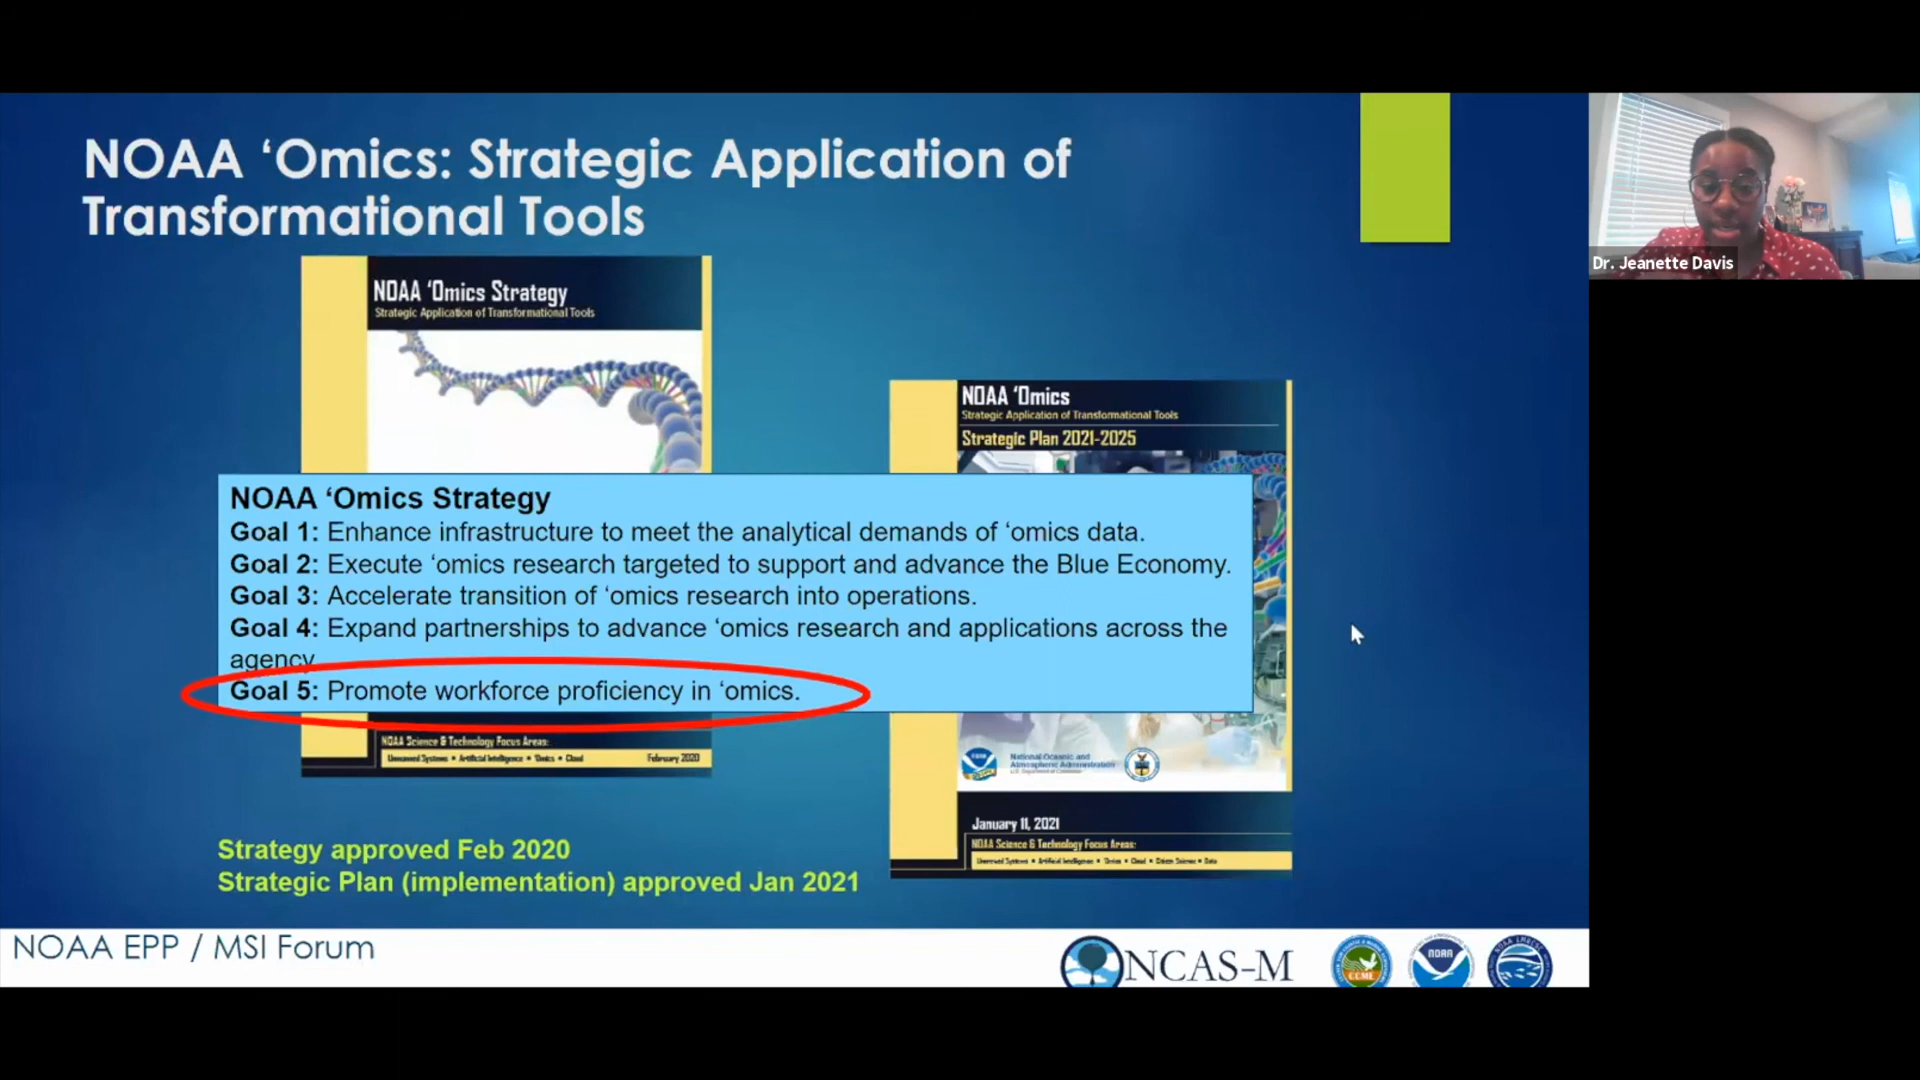 NOAA ‘Omics: Strategic Application of
Transformational Tools
Dr. Jeanette Davis
NOAA ‘Omics Strategy
Strategic Application of Transformational Tools
NOAA ‘Omics
Strategic Application of Transformational Tools
Strategic Plan 2021-2025
NOAA ‘Omics Strategy
Goal 1: Enhance infrastructure to meet the analytical demands of ‘omics data.
Goal 2: Execute ‘omics research targeted to support and advance the Blue Economy.
Goal 3: Accelerate transition of ‘omics research into operations.
Goal 4: Expand partnerships to advance ‘omics research and applications across the
agency
Goal 5: Promote workforce proficiency in ‘omics.
NOAA Science & Technology Focus Areas:
Unmanned Systems • Artificial Intelligence • ‘Omics • Cloud February 2020
National Oceanic and
Atmospheric Administration
U.S. Department of Commerce
January 11, 2021
NOAA Science & Technology Focus Areas:
Unmanned Systems • Artificial Intelligence • ‘Omics • Cloud • Citizen Science • Data
Strategy approved Feb 2020
Strategic Plan (implementation) approved Jan 2021
NOAA EPP / MSI Forum
NCAS-M
CCME
NOAA